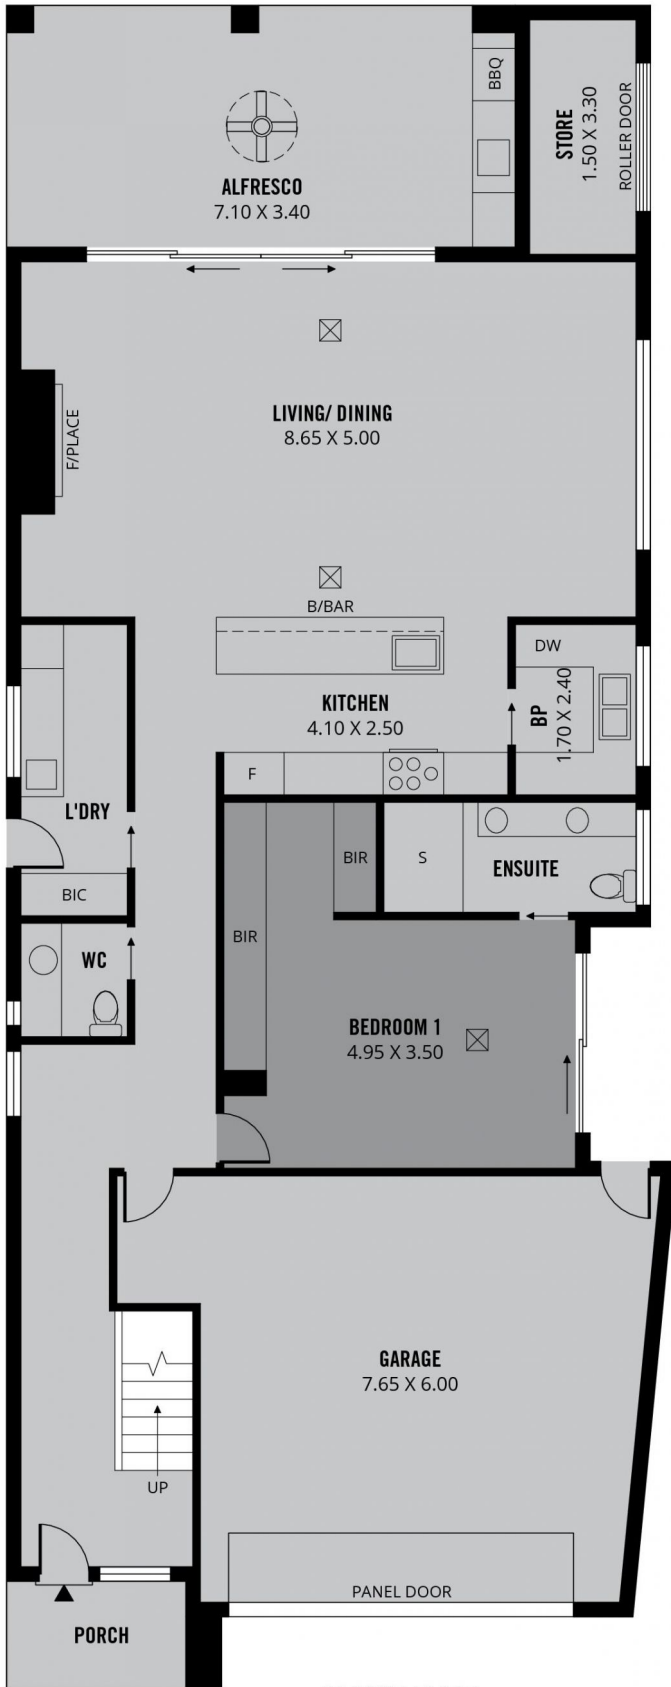 BBQ
STORE
1.50 X 3.30
ROLLER DOOR
ALFRESCO
7.10 X 3.40
LIVING/ DINING
8.65 X 5.00
F/PLACE
B/BAR
DW
KITCHEN
4.10 X 2.50
BP
1.70 X 2.40
F
L'DRY
BIR
S
ENSUITE
BIC
BIR
WC
BEDROOM 1
4.95 X 3.50
GARAGE
7.65 X 6.00
UP
PANEL DOOR
PORCH